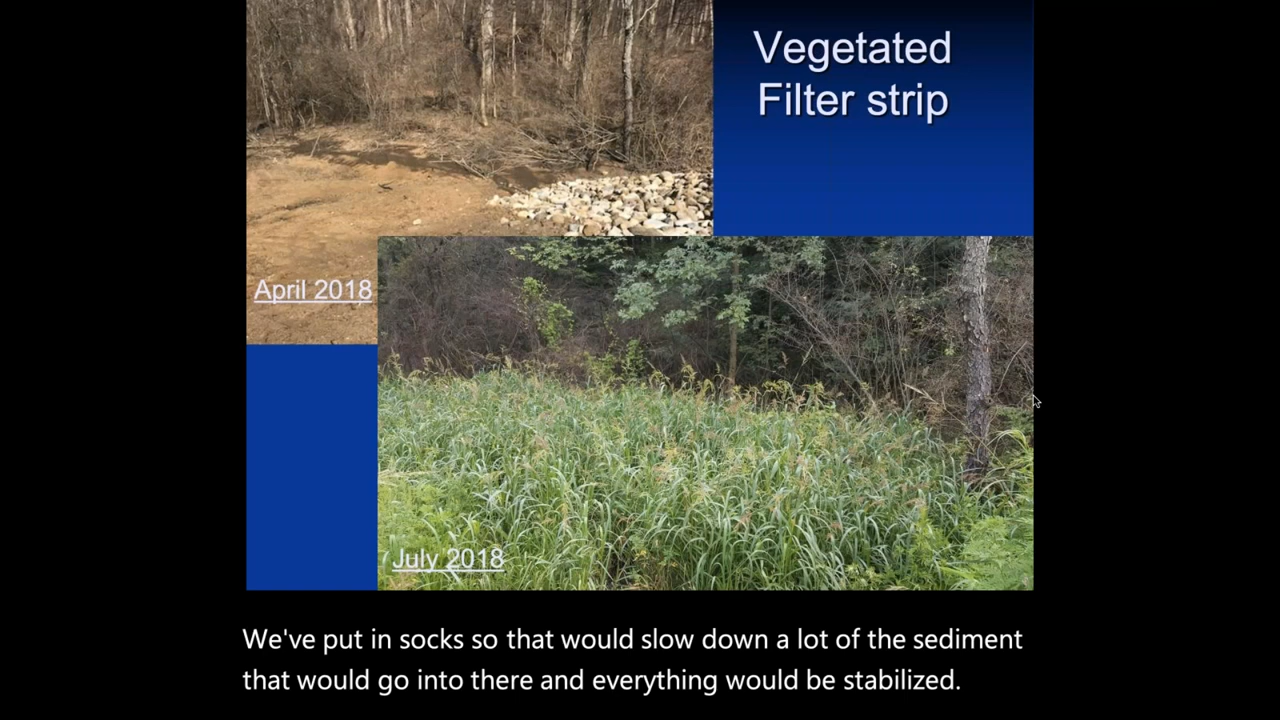 Vegetated
Filter strip
April 2018
July 2018
We've put in socks so that would slow down a lot of the sediment
that would go into there and everything would be stabilized.